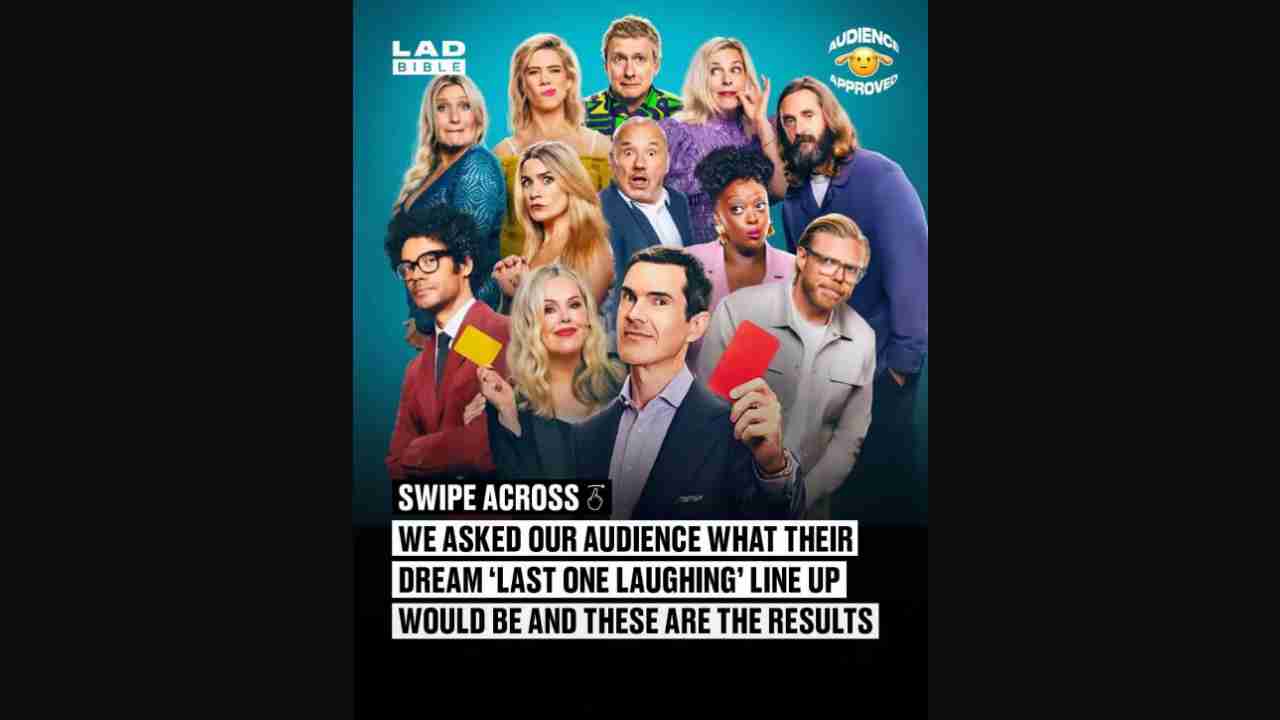 LAD
BIBLE
AUDIENCE
APPROVED
SWIPE ACROSS
WE ASKED OUR AUDIENCE WHAT THEIR
DREAM ‘LAST ONE LAUGHING’ LINE UP
WOULD BE AND THESE ARE THE RESULTS